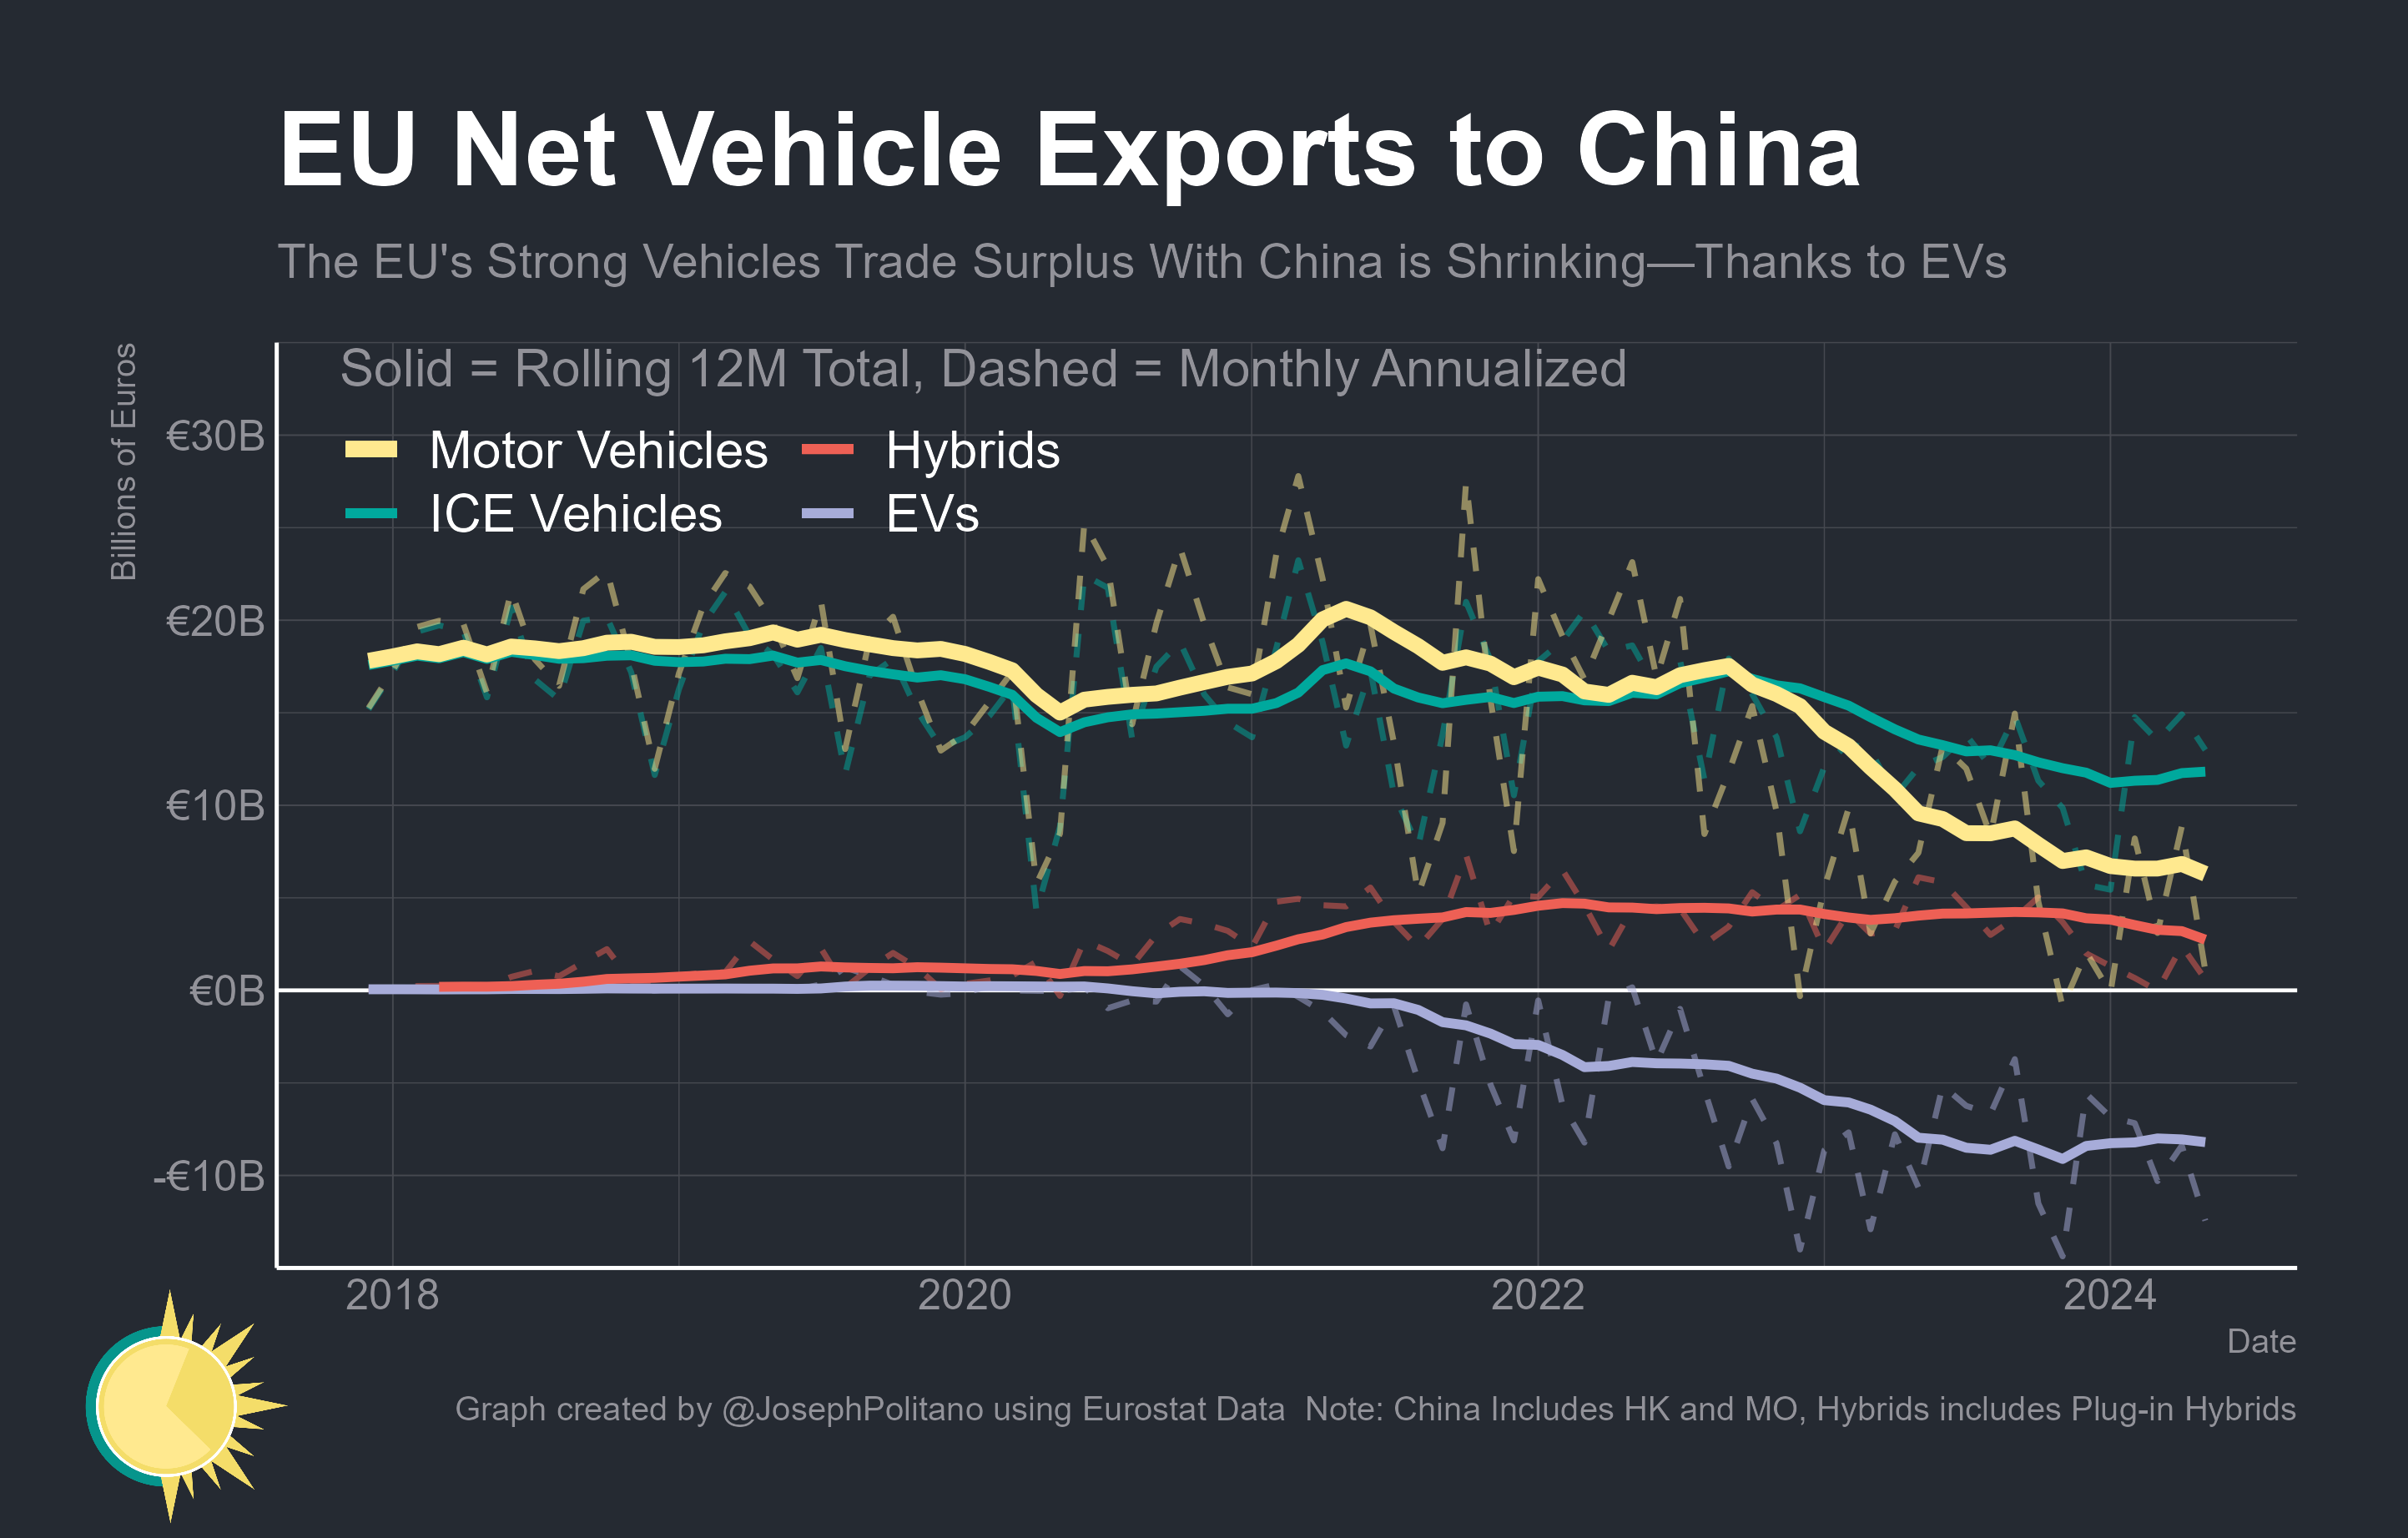 EU Net Vehicle Exports to China
The EU's Strong Vehicles Trade Surplus With China is Shrinking—Thanks to EVs
Billions of Euros
Solid = Rolling 12M Total, Dashed = Monthly Annualized
Motor Vehicles Hybrids
ICE Vehicles EVs
€30B
€20B
€10B
€0B
-€10B
2018 2020 2022 2024
Date
Graph created by @JosephPolitano using Eurostat Data Note: China Includes HK and MO, Hybrids includes Plug-in Hybrids